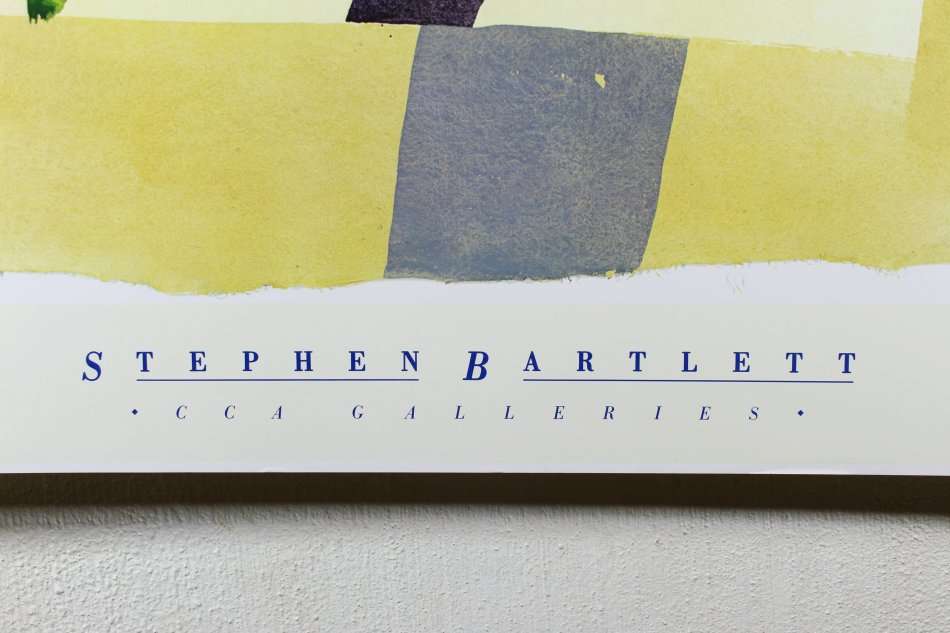 STEPHEN BARTLETT
• CCA GALLERIES •